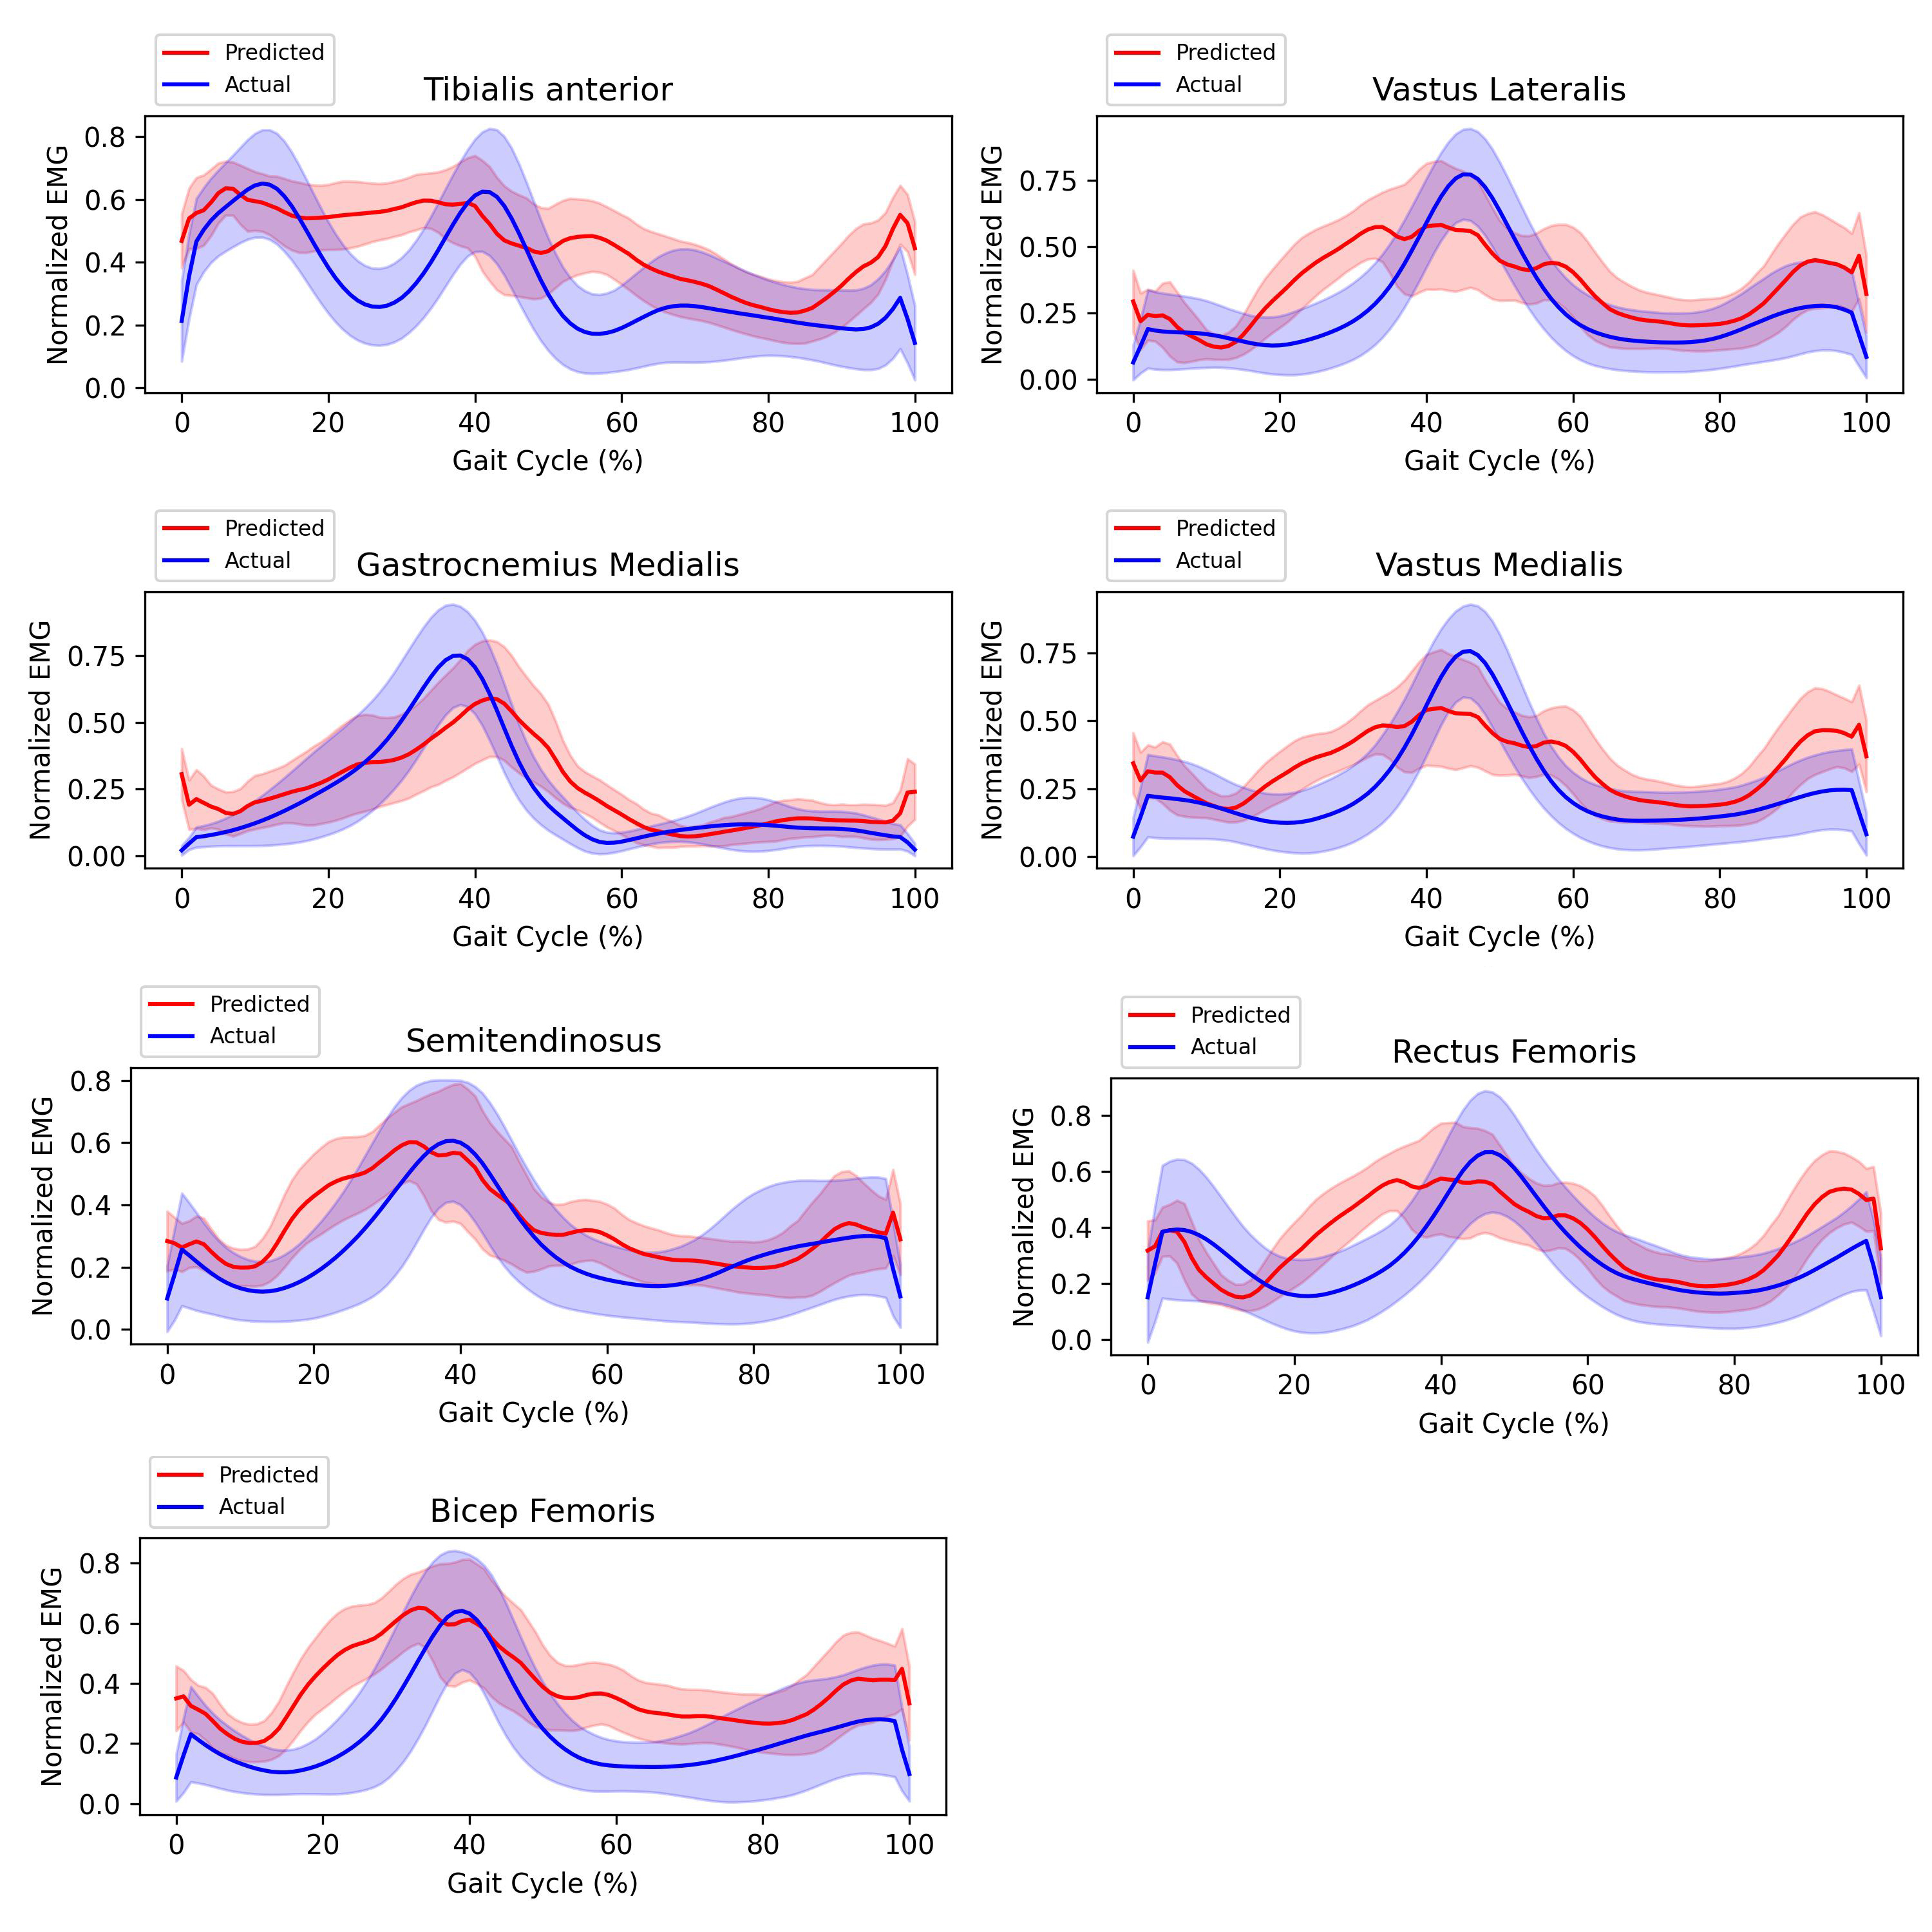 Predicted
Actual
Tibialis anterior
Normalized EMG
0.8
0.6
0.4
0.2
0.0
0 20 40 60 80 100
Gait Cycle (%)
Predicted
Actual
Vastus Lateralis
Normalized EMG
0.75
0.50
0.25
0.00
0 20 40 60 80 100
Gait Cycle (%)
Predicted
Actual
Gastrocnemius Medialis
Normalized EMG
0.75
0.50
0.25
0.00
0 20 40 60 80 100
Gait Cycle (%)
Predicted
Actual
Vastus Medialis
Normalized EMG
0.75
0.50
0.25
0.00
0 20 40 60 80 100
Gait Cycle (%)
Predicted
Actual
Semitendinosus
Normalized EMG
0.8
0.6
0.4
0.2
0.0
0 20 40 60 80 100
Gait Cycle (%)
Predicted
Actual
Rectus Femoris
Normalized EMG
0.8
0.6
0.4
0.2
0.0
0 20 40 60 80 100
Gait Cycle (%)
Predicted
Actual
Bicep Femoris
Normalized EMG
0.8
0.6
0.4
0.2
0.0
0 20 40 60 80 100
Gait Cycle (%)